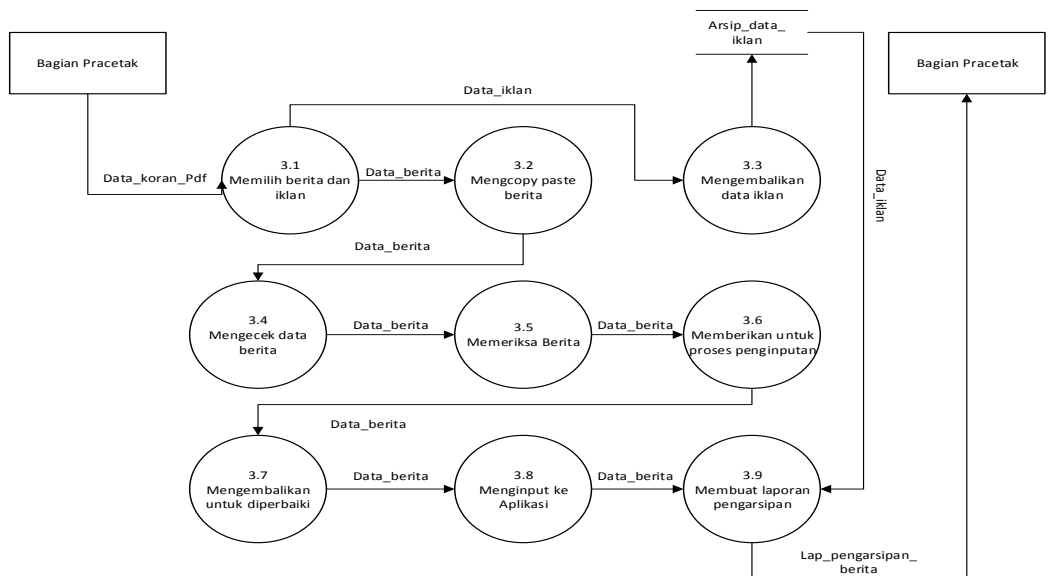 Arsip_data_
iklan
Bagian Pracetak
Bagian Pracetak
Data_iklan
3.1
Memilih berita dan
iklan
Data_berita
3.2
Mengcopy paste
berita
3.3
Mengembalikan
data iklan
Data_koran_Pdf
Data_iklan
Data_berita
3.4
Mengecek data
berita
Data_berita
3.5
Memeriksa Berita
Data_berita
3.6
Memberikan untuk
proses penginputan
Data_berita
3.7
Mengembalikan
untuk diperbaiki
Data_berita
3.8
Menginput ke
Aplikasi
Data_berita
3.9
Membuat laporan
pengarsipan
Lap_pengarsipan_
berita